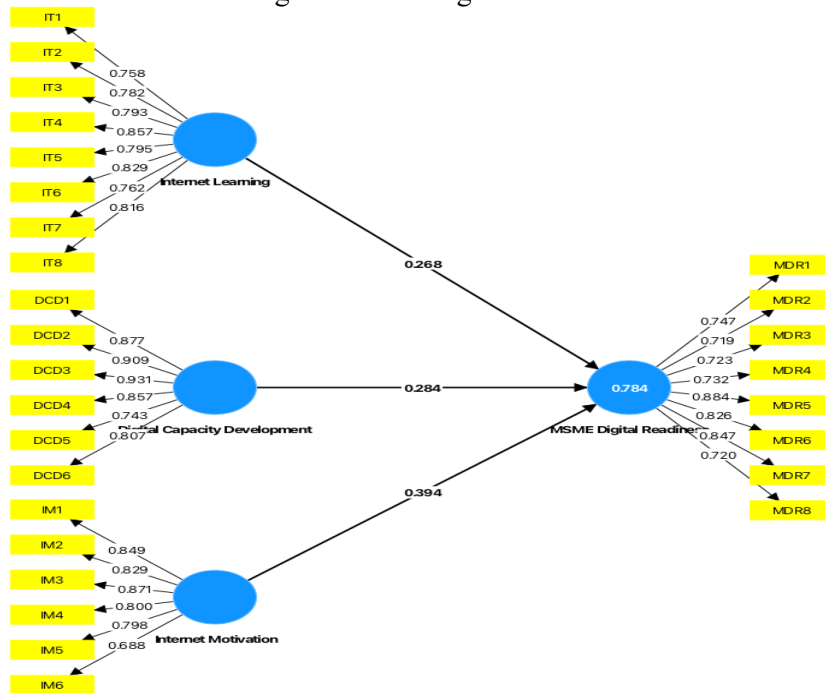 IT1
IT2
IT3
IT4
IT5
IT6
IT7
IT8
0.758
0.782
0.793
0.857
0.795
0.829
0.762
0.816
Internet Learning
DCD1
DCD2
DCD3
DCD4
DCD5
DCD6
0.877
0.909
0.931
0.857
0.743
0.807
Digital Capacity Development
IM1
IM2
IM3
IM4
IM5
IM6
0.849
0.829
0.871
0.800
0.798
0.688
Internet Motivation
0.268
0.284
0.394
0.784
MSME Digital Readiness
0.747
0.719
0.723
0.732
0.884
0.826
0.847
0.720
MDR1
MDR2
MDR3
MDR4
MDR5
MDR6
MDR7
MDR8